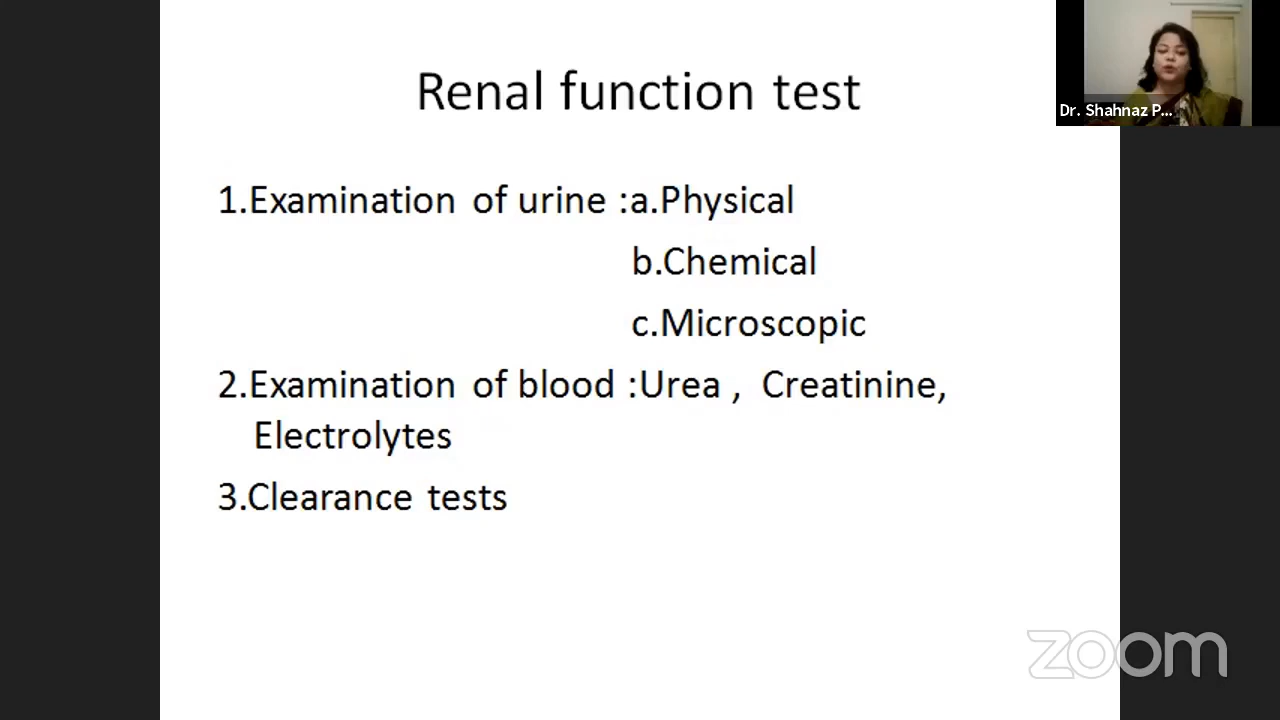 Renal function test
Dr. Shahnaz P...
1.Examination of urine :a.Physical
b.Chemical
c.Microscopic
2.Examination of blood :Urea , Creatinine,
Electrolytes
3.Clearance tests
zoom